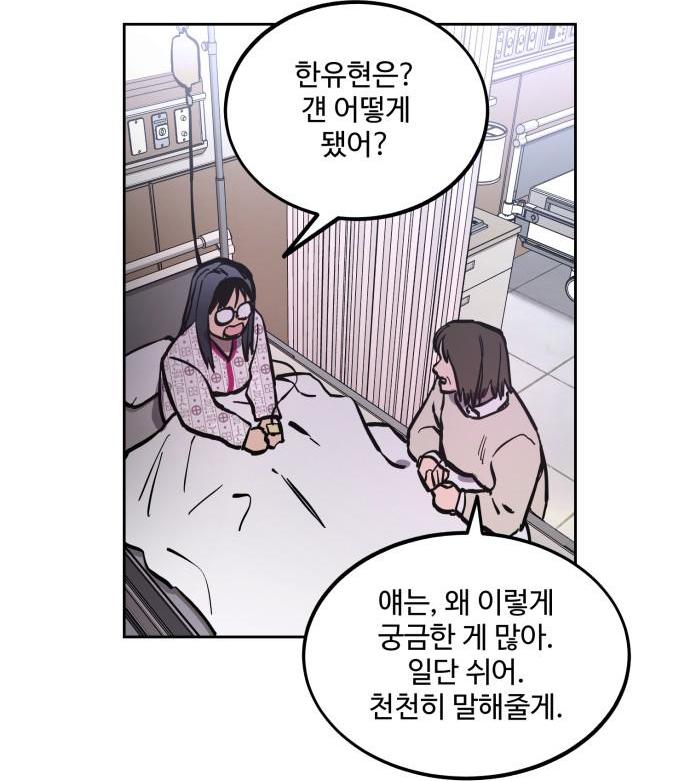 한유현은?
걘 어떻게
됐어?
얘는, 왜 이렇게
궁금한 게 많아.
일단 쉬어.
천천히 말해줄게.